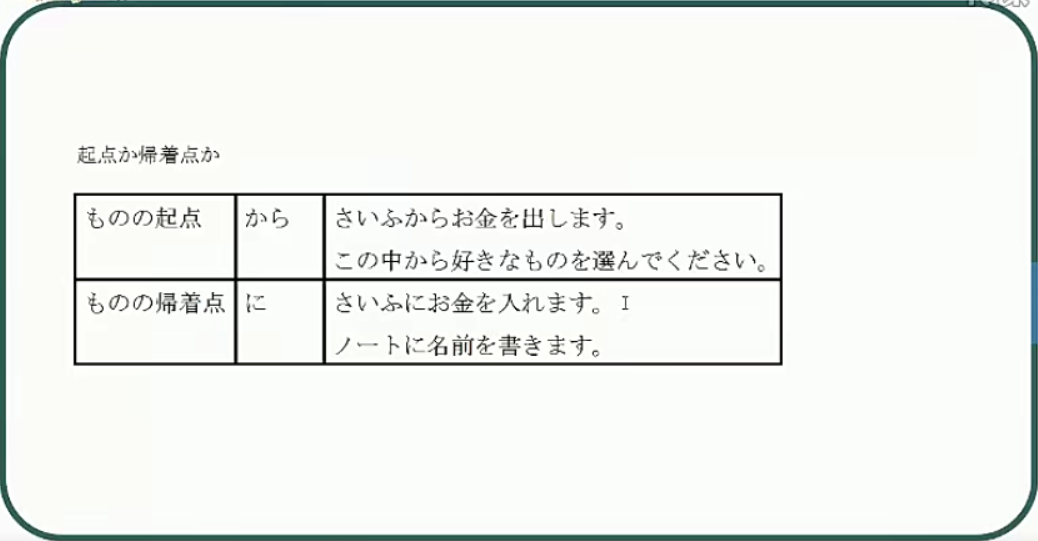 起点か帰着点か
ものの起点 から さいふからお金を出します。
この中から好きなものを選んでください。
ものの帰着点 に さいふにお金を入れます。
ノートに名前を書きます。